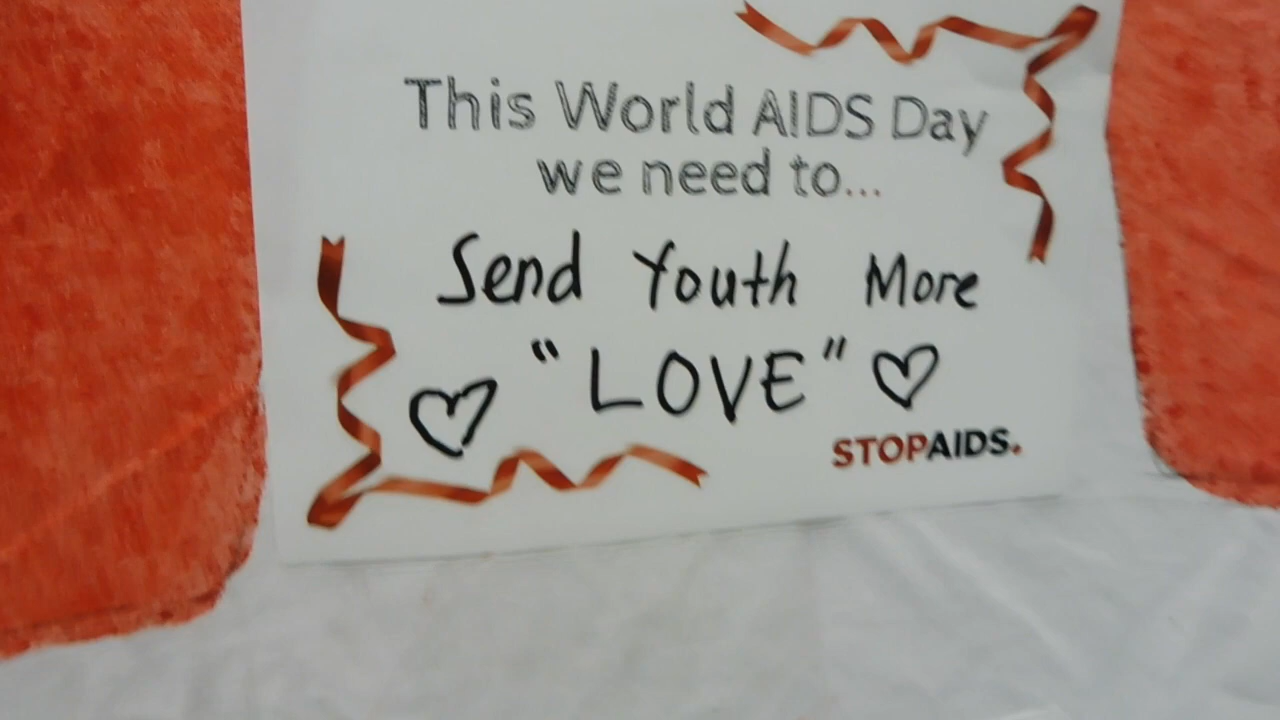 This World AIDS Day
we need to...
Send Youth More
"LOVE"
STOPAIDS.